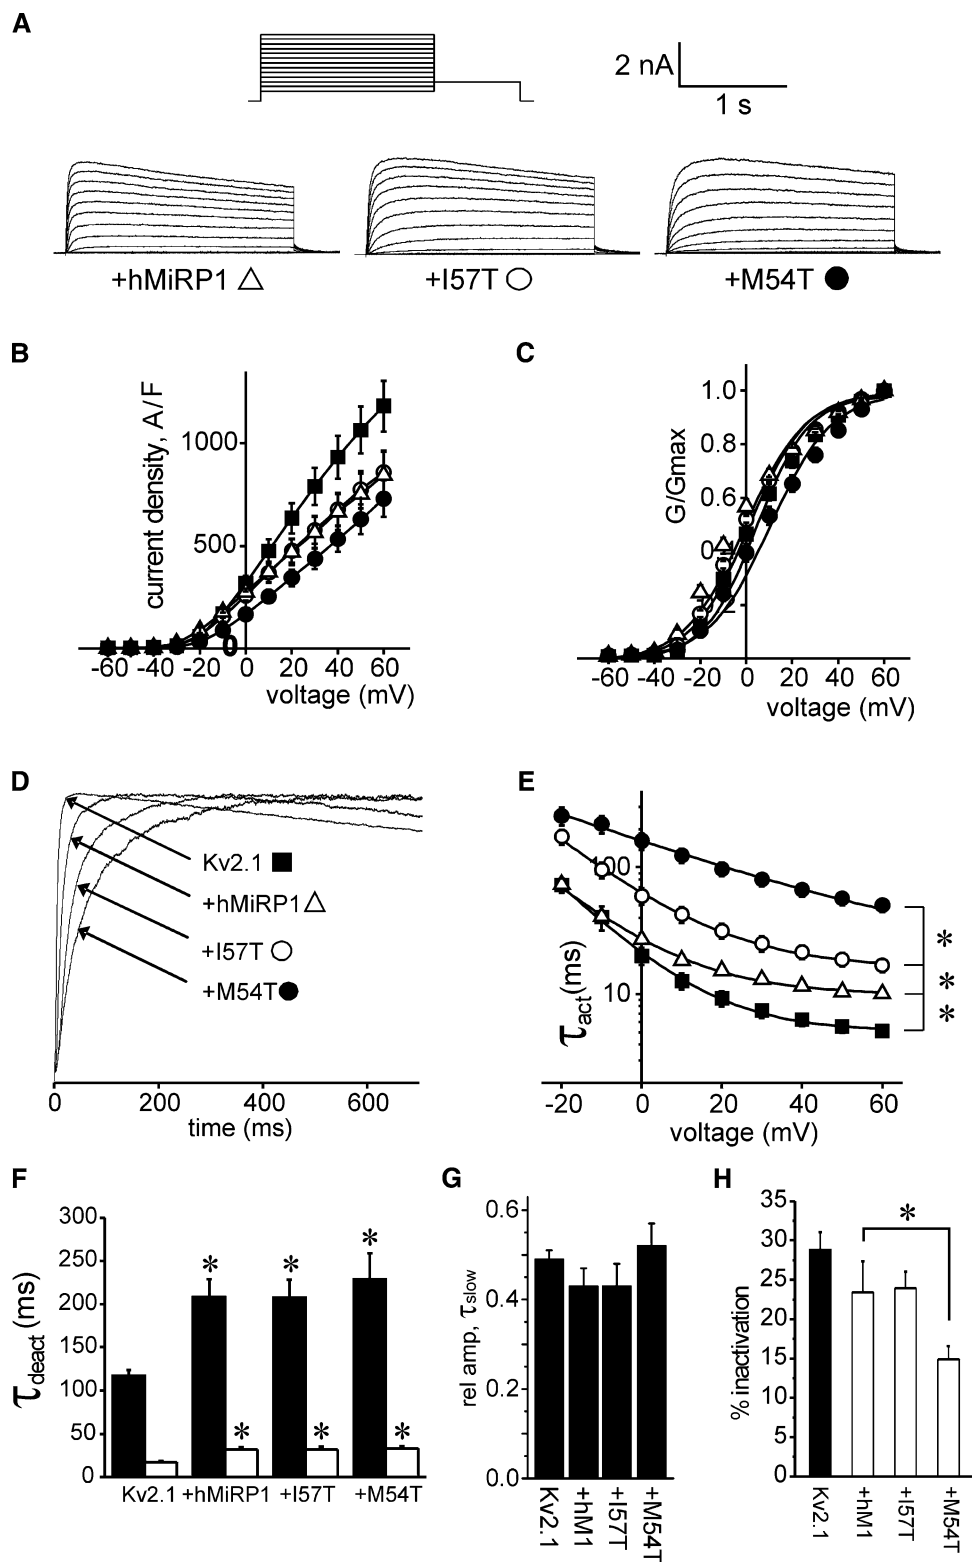 A
2 nA
1 s
+hMiRP1
+I57T
+M54T
B
current density, A/F
1000
500
0
-60 -40 -20 0 20 40 60
voltage (mV)
C
G/Gmax
1.0
0.8
0.6
0
2
-60 -40 -20 0 20 40 60
voltage (mV)
D
Kv2.1
+hMiRP1
+I57T
+M54T
0 200 400 600
time (ms)
E
τact(ms)
100
10
*
*
*
-20 0 20 40 60
voltage (mV)
F
τdeact (ms)
300
250
200
150
100
50
0
* * *
* * *
Kv2.1 +hMiRP1 +I57T +M54T
G
rel amp, τslow
0.6
0.4
0.2
0.0
Kv2.1 +hM1 +I57T +M54T
H
% inactivation
35
30
25
20
15
10
5
0
*
Kv2.1 +hM1 +I57T +M54T